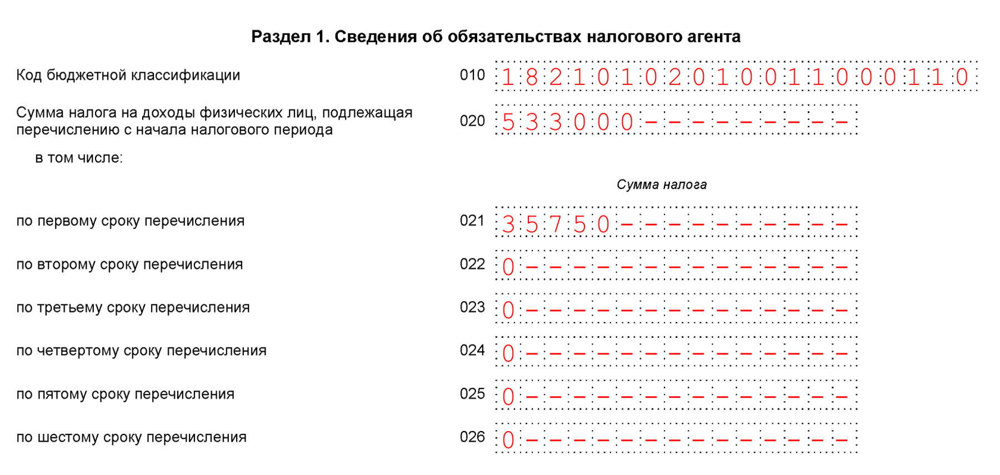 Раздел 1. Сведения об обязательствах налогового агента
Код бюджетной классификации 010 18210102010011000110
Сумма налога на доходы физических лиц, подлежащая
перечислению с начала налогового периода 020 533000–––––––––
в том числе:
Сумма налога
по первому сроку перечисления 021 35750––––––––––
по второму сроку перечисления 022 0––––––––––––––
по третьему сроку перечисления 023 0––––––––––––––
по четвертому сроку перечисления 024 0––––––––––––––
по пятому сроку перечисления 025 0––––––––––––––
по шестому сроку перечисления 026 0––––––––––––––